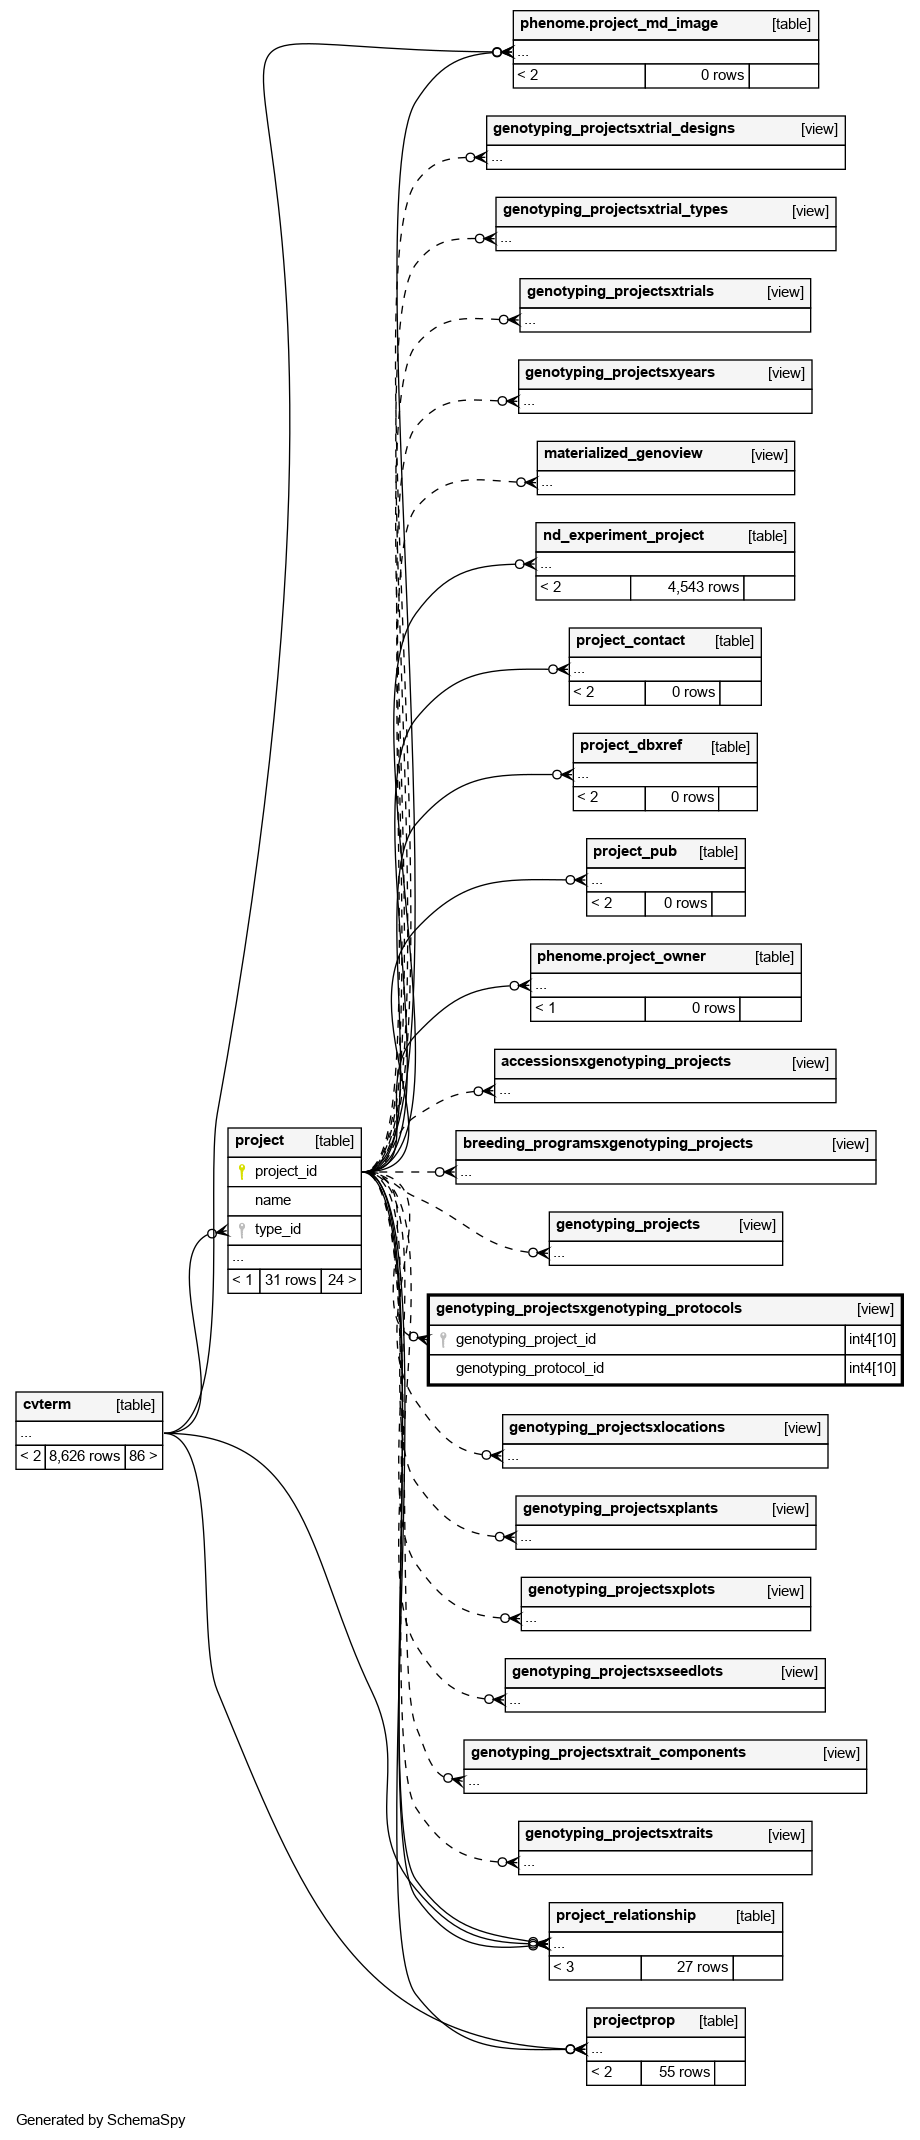 phenome.project_md_image [table]
...
< 2 0 rows
genotyping_projectsxtrial_designs [view]
...
genotyping_projectsxtrial_types [view]
...
genotyping_projectsxtrials [view]
...
genotyping_projectsxyears [view]
...
materialized_genoview [view]
...
nd_experiment_project [table]
...
< 2 4,543 rows
project_contact [table]
...
< 2 0 rows
project_dbxref [table]
...
< 2 0 rows
project_pub [table]
...
< 2 0 rows
phenome.project_owner [table]
...
< 1 0 rows
accessionsxgenotyping_projects [view]
...
breeding_programsxgenotyping_projects [view]
...
project [table]
project_id
name
type_id
...
< 1 31 rows 24 >
genotyping_projects [view]
...
genotyping_projectsxgenotyping_protocols [view]
genotyping_project_id int4[10]
genotyping_protocol_id int4[10]
cvterm [table]
...
< 2 8,626 rows 86 >
genotyping_projectsxlocations [view]
...
genotyping_projectsxplants [view]
...
genotyping_projectsxplots [view]
...
genotyping_projectsxseedlots [view]
...
genotyping_projectsxtrait_components [view]
...
genotyping_projectsxtraits [view]
...
project_relationship [table]
...
< 3 27 rows
projectprop [table]
...
< 2 55 rows
Generated by SchemaSpy